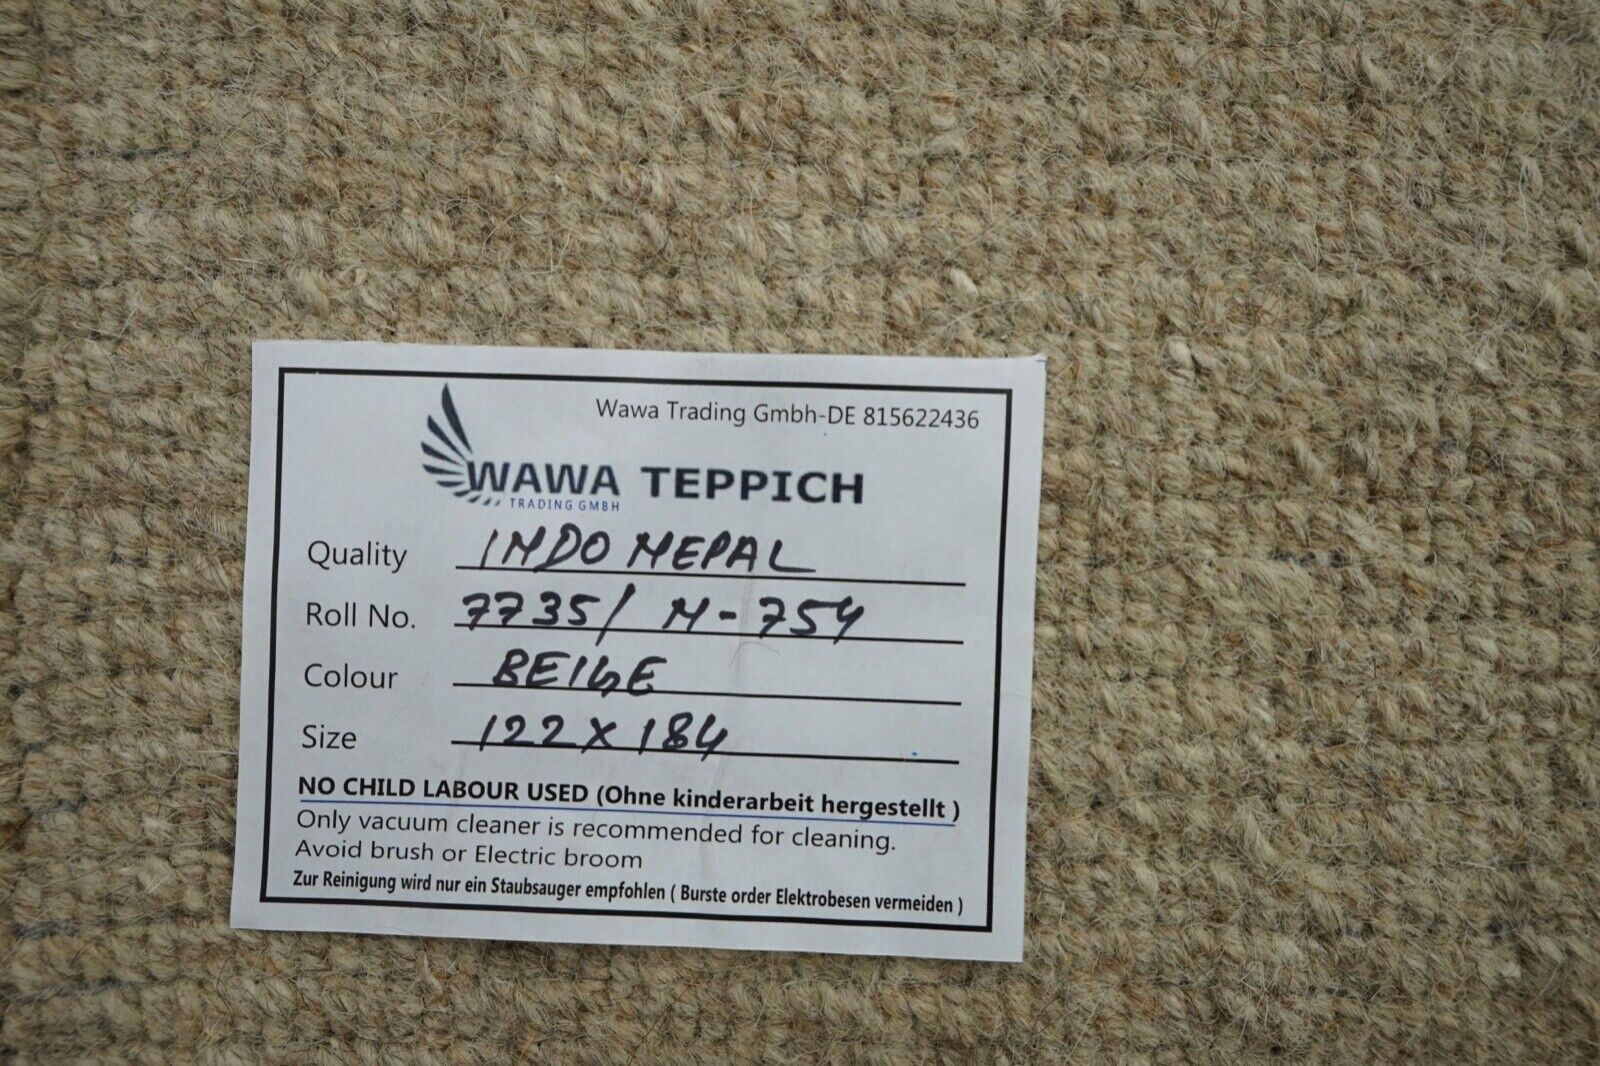 Wawa Trading Gmbh-DE 815622436
WAWA TEPPICH
TRADING GMBH
Quality INDO NEPAL
Roll No. 7735/ N-754
Colour BEIGE
Size 122 X 184
NO CHILD LABOUR USED (Ohne kinderarbeit hergestellt )
Only vacuum cleaner is recommended for cleaning.
Avoid brush or Electric broom
Zur Reinigung wird nur ein Staubsauger empfohlen ( Burste order Elektrobesen vermeiden )